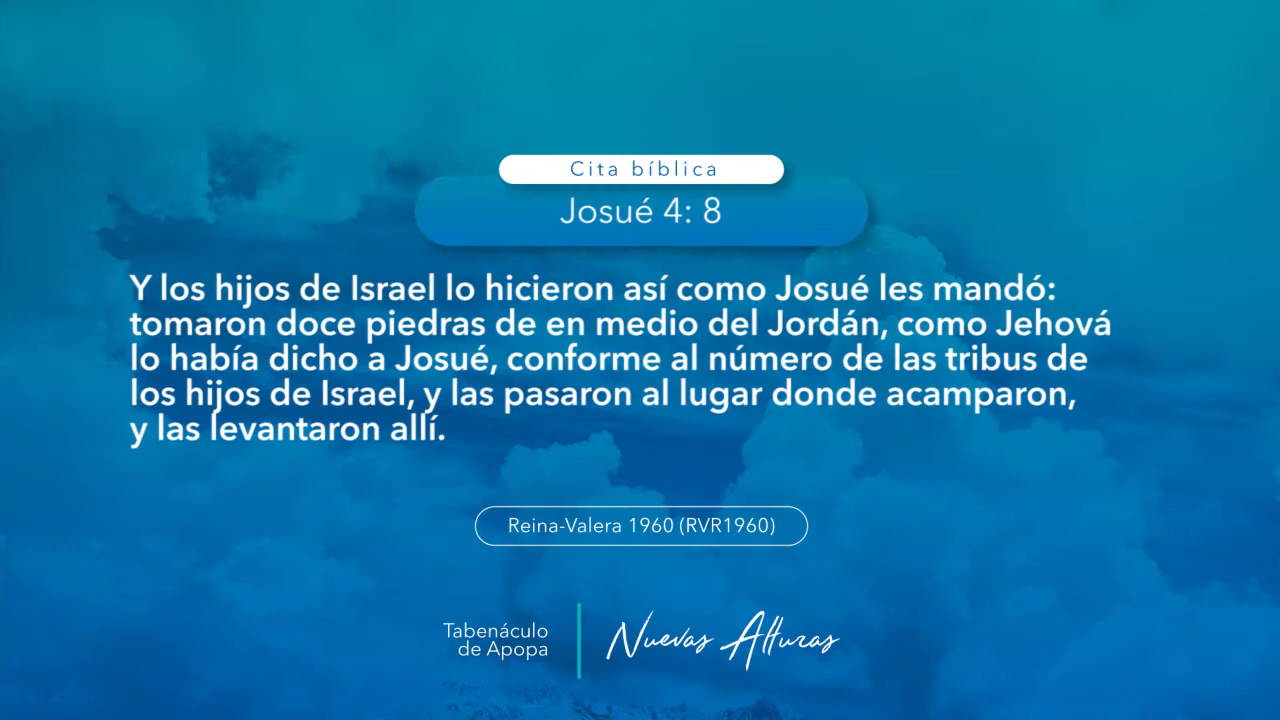 Cita bíblica
Josué 4: 8
Y los hijos de Israel lo hicieron así como Josué les mandó:
tomaron doce piedras de en medio del Jordán, como Jehová
lo había dicho a Josué, conforme al número de las tribus de
los hijos de Israel, y las pasaron al lugar donde acamparon,
y las levantaron allí.
Reina-Valera 1960 (RVR1960)
Tabenáculo
de Apopa
Nuevas Alturas